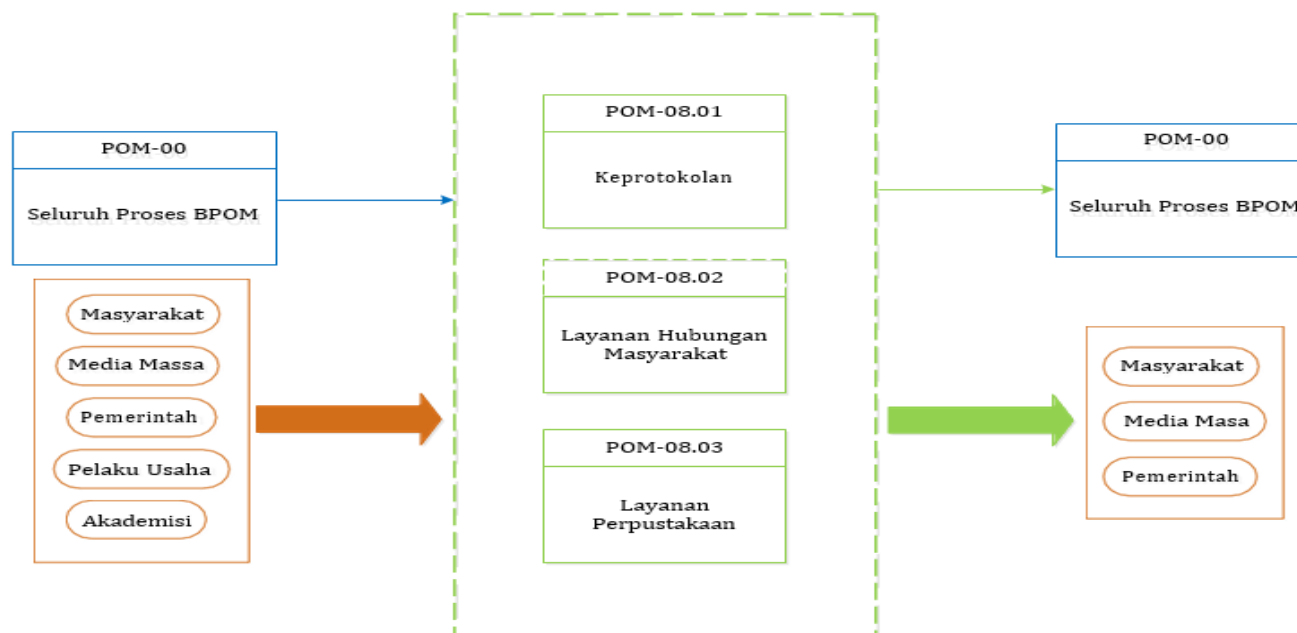 POM-00
Seluruh Proses BPOM
Masyarakat
Media Massa
Pemerintah
Pelaku Usaha
Akademisi
POM-08.01
Keprotokolan
POM-08.02
Layanan Hubungan
Masyarakat
POM-08.03
Layanan
Perpustakaan
POM-00
Seluruh Proses BPOM
Masyarakat
Media Masa
Pemerintah